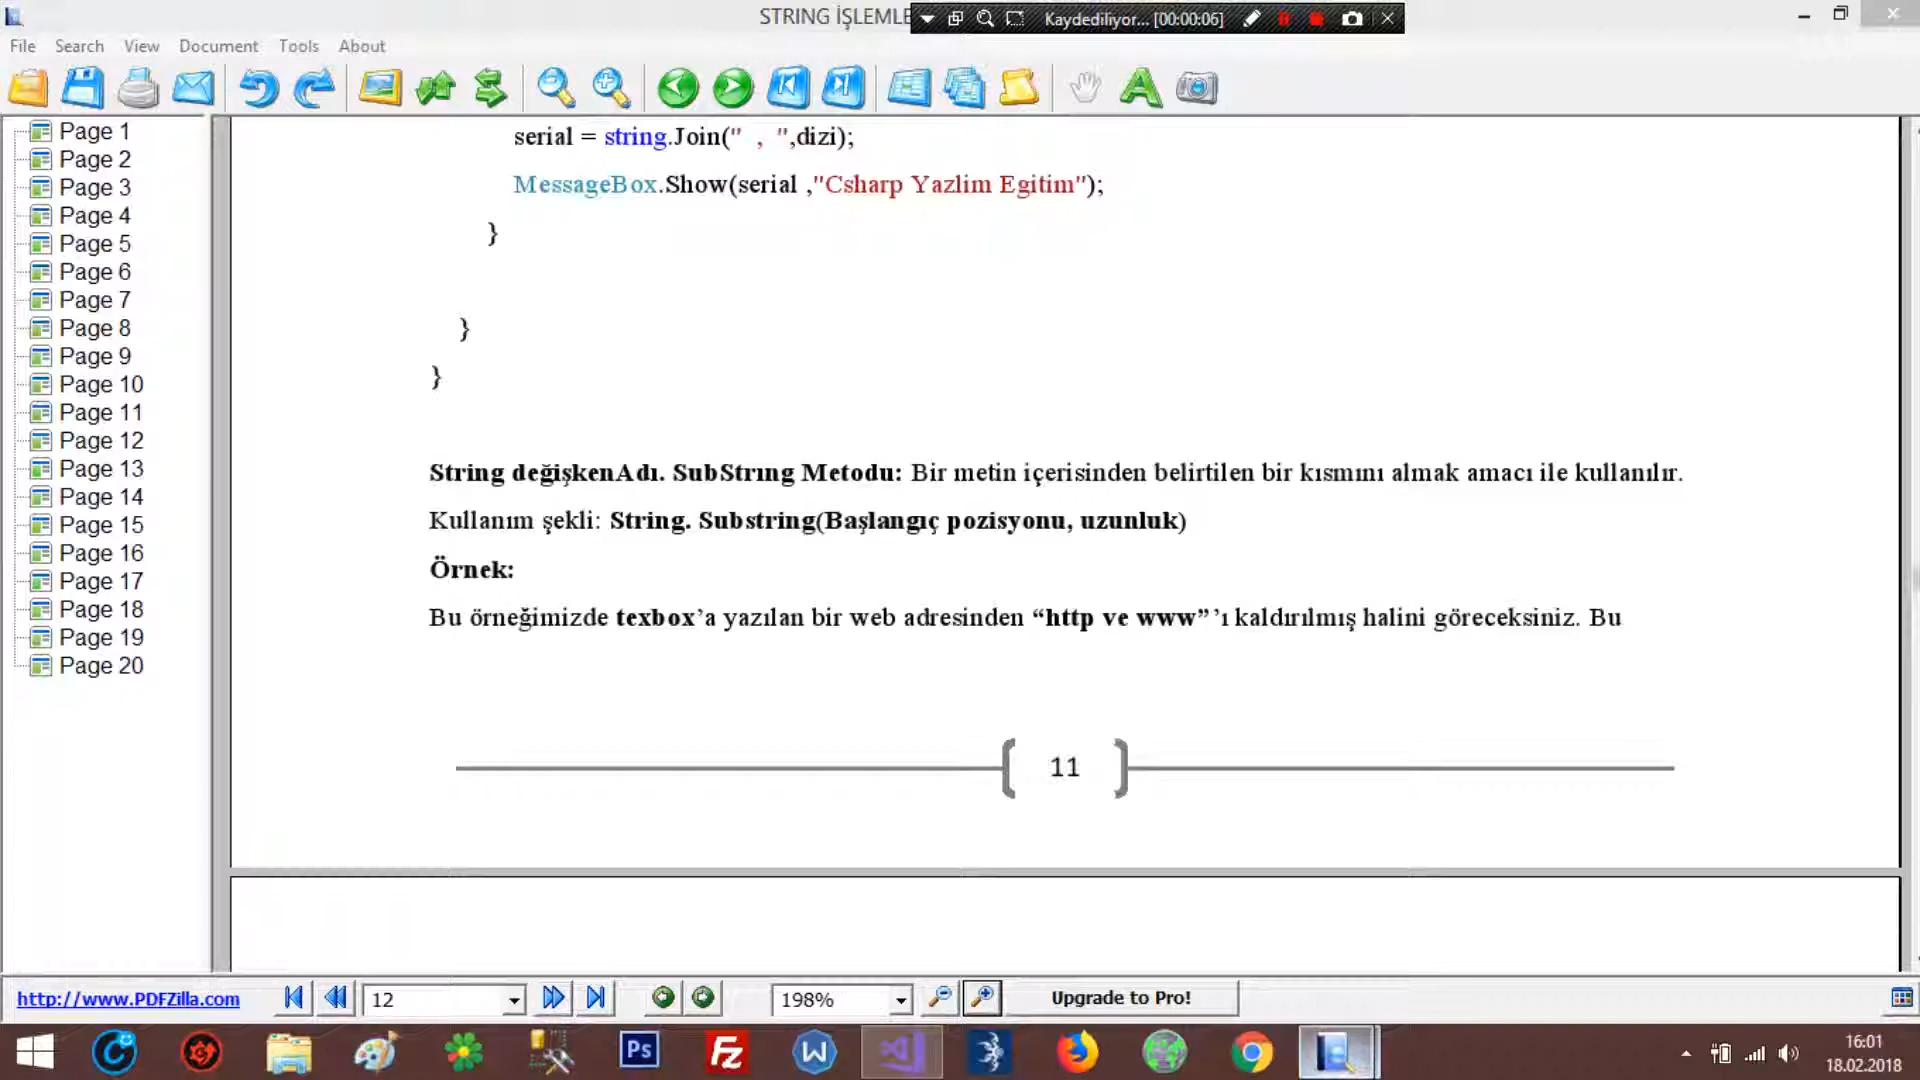 STRING İŞLEMLE
Kaydediliyor... [00:00:06]
File Search View Document Tools About
Page 1
Page 2
Page 3
Page 4
Page 5
Page 6
Page 7
Page 8
Page 9
Page 10
Page 11
Page 12
Page 13
Page 14
Page 15
Page 16
Page 17
Page 18
Page 19
Page 20
serial = string.Join(" , ",dizi);
MessageBox.Show(serial ,"Csharp Yazlim Egitim");
}
}
}
String değişkenAdı. SubStrıng Metodu: Bir metin içerisinden belirtilen bir kısmını almak amacı ile kullanılır.
Kullanım şekli: String. Substring(Başlangıç pozisyonu, uzunluk)
Örnek:
Bu örneğimizde texbox’a yazılan bir web adresinden “http ve www” ’ı kaldırılmış halini göreceksiniz. Bu
11
http://www.PDFZilla.com
12
198%
Upgrade to Pro!
Ps
Fz
W
16:01
18.02.2018